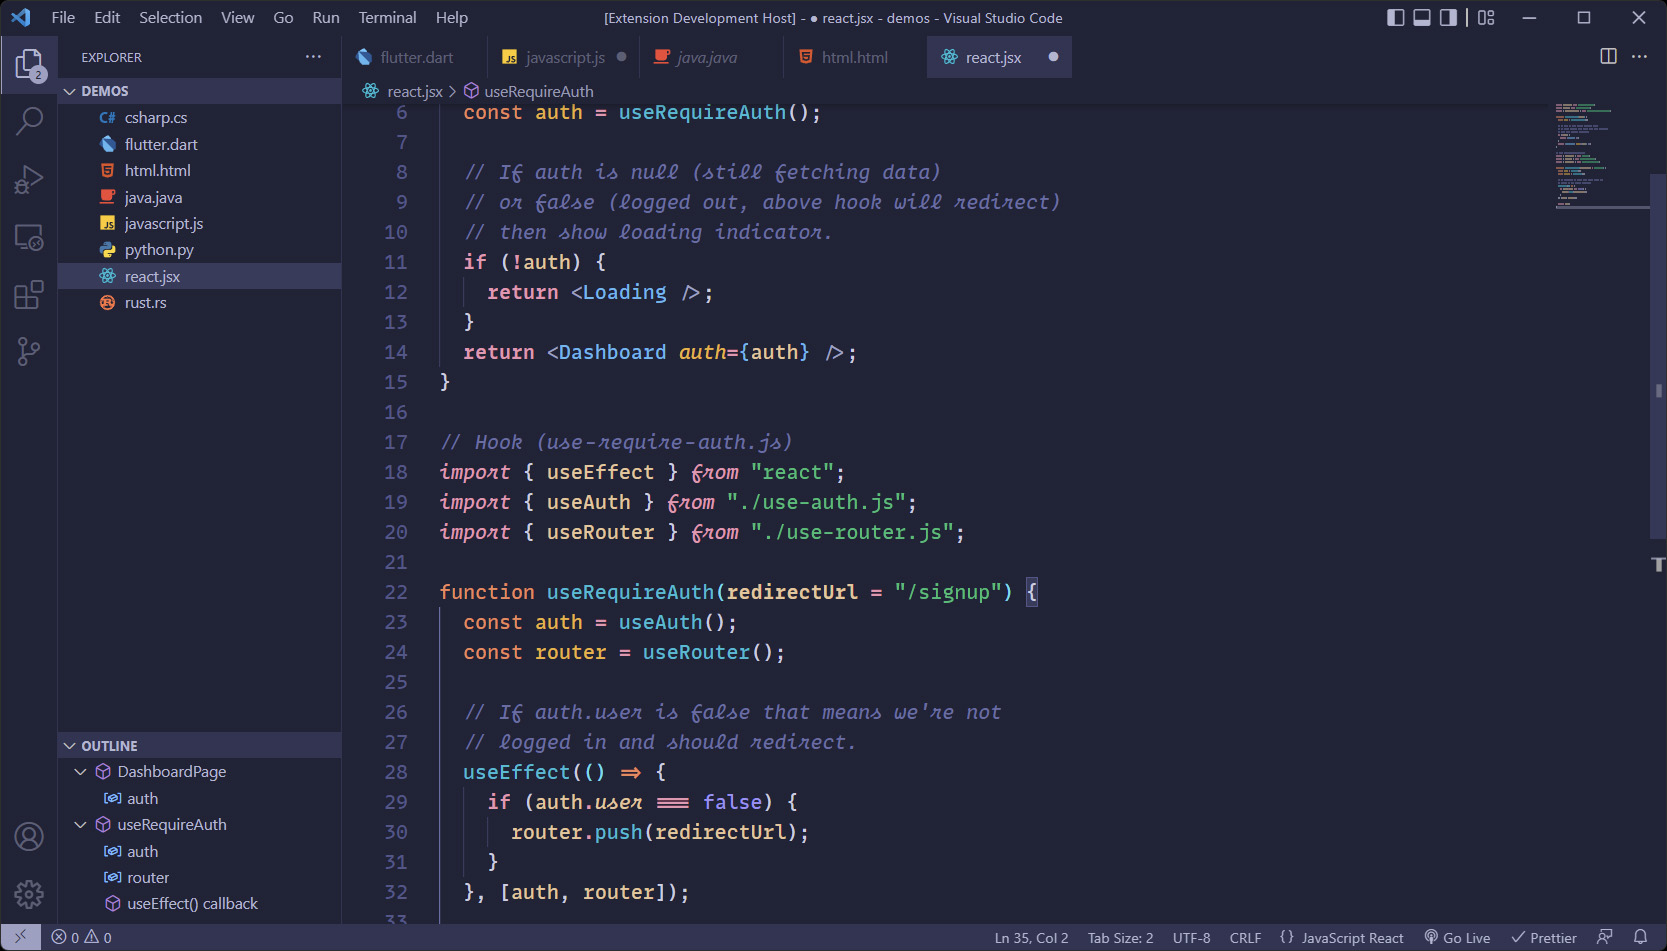 File Edit Selection View Go Run Terminal Help
[Extension Development Host] - ● react.jsx - demos - Visual Studio Code
EXPLORER
2
DEMOS
C# csharp.cs
flutter.dart
html.html
java.java
JS javascript.js
python.py
react.jsx
rust.rs
OUTLINE
DashboardPage
auth
useRequireAuth
auth
router
useEffect() callback
flutter.dart JS javascript.js java.java html.html react.jsx
react.jsx > useRequireAuth
6 const auth = useRequireAuth();
7
8 // If auth is null (still fetching data)
9 // or false (logged out, above hook will redirect)
10 // then show loading indicator.
11 if (!auth) {
12 return <Loading />;
13 }
14 return <Dashboard auth={auth} />;
15 }
16
17 // Hook (use-require-auth.js)
18 import { useEffect } from "react";
19 import { useAuth } from "./use-auth.js";
20 import { useRouter } from "./use-router.js";
21
22 function useRequireAuth(redirectUrl = "/signup") {
23 const auth = useAuth();
24 const router = useRouter();
25
26 // If auth.user is false that means we're not
27 // logged in and should redirect.
28 useEffect(() => {
29 if (auth.user === false) {
30 router.push(redirectUrl);
31 }
32 }, [auth, router]);
33
0 0
Ln 35, Col 2 Tab Size: 2 UTF-8 CRLF {} JavaScript React Go Live Prettier